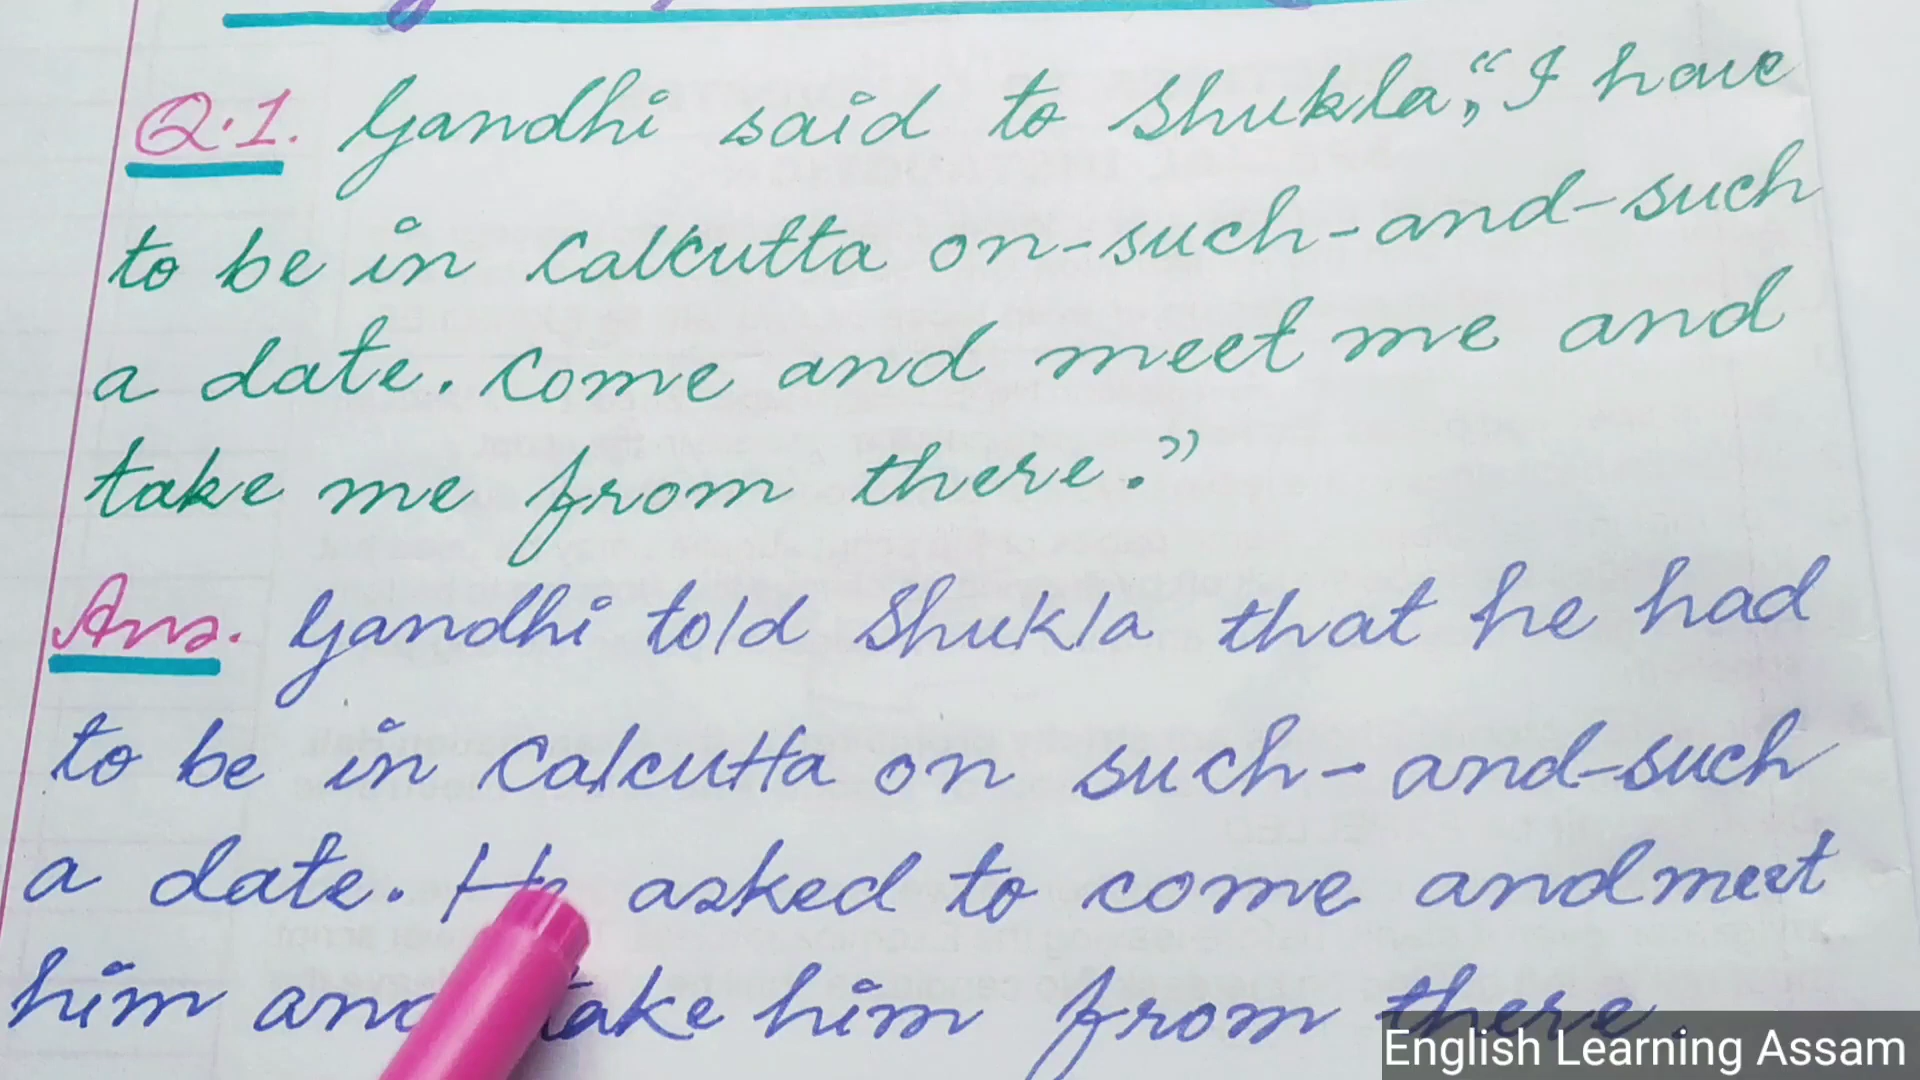 Q.1. Gandhi said to Shukla, "I have
to be in Calcutta on-such-and-such
a date. Come and meet me and
take me from there."
Ans. Gandhi told Shukla that he had
to be in Calcutta on such-and-such
a date. He asked to come and meet
him and take him from there.
English Learning Assam